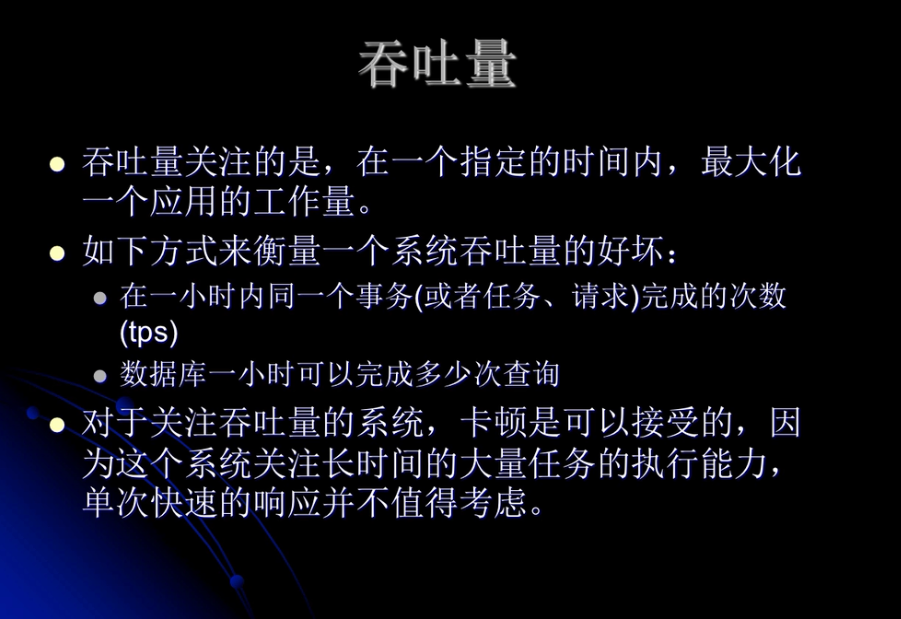 吞吐量
吞吐量关注的是，在一个指定的时间内，最大化
一个应用的工作量。
如下方式来衡量一个系统吞吐量的好坏：
在一小时内同一个事务(或者任务、请求)完成的次数
(tps)
数据库一小时可以完成多少次查询
对于关注吞吐量的系统，卡顿是可以接受的，因
为这个系统关注长时间的大量任务的执行能力，
单次快速的响应并不值得考虑。